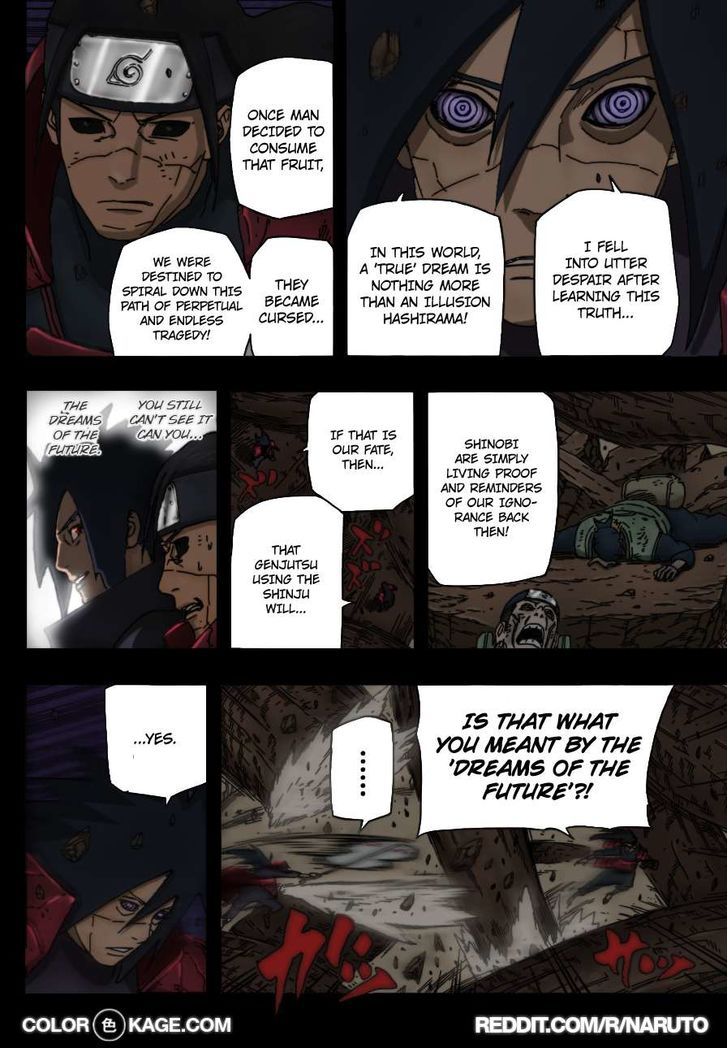 I FELL
INTO UTTER
DESPAIR AFTER
LEARNING THIS
TRUTH...
IN THIS WORLD,
A 'TRUE' DREAM IS
NOTHING MORE
THAN AN ILLUSION
HASHIRAMA!
ONCE MAN
DECIDED TO
CONSUME
THAT FRUIT,
THEY
BECAME
CURSED...
WE WERE
DESTINED TO
SPIRAL DOWN THIS
PATH OF PERPETUAL
AND ENDLESS
TRAGEDY!
SHINOBI
ARE SIMPLY
LIVING PROOF
AND REMINDERS
OF OUR IGNO-
RANCE BACK
THEN!
IF THAT IS
OUR FATE,
THEN...
THAT
GENJUTSU
USING THE
SHINJU
WILL...
YOU STILL
CAN'T SEE IT
CAN YOU...
THE
DREAMS
OF THE
FUTURE.
IS THAT WHAT
YOU MEANT BY THE
'DREAMS OF THE
FUTURE'?!
......
ガッ
...YES.
COLOR 色 KAGE.COM
REDDIT.COM/R/NARUTO